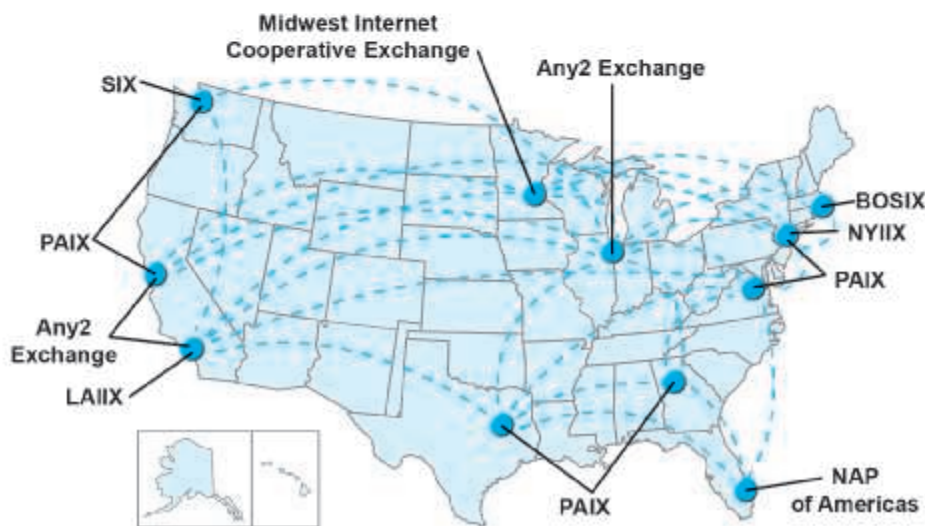 Midwest Internet
Cooperative Exchange
Any2 Exchange
SIX
BOSIX
NYIIX
PAIX
PAIX
Any2
Exchange
LAIIX
PAIX
NAP
of Americas